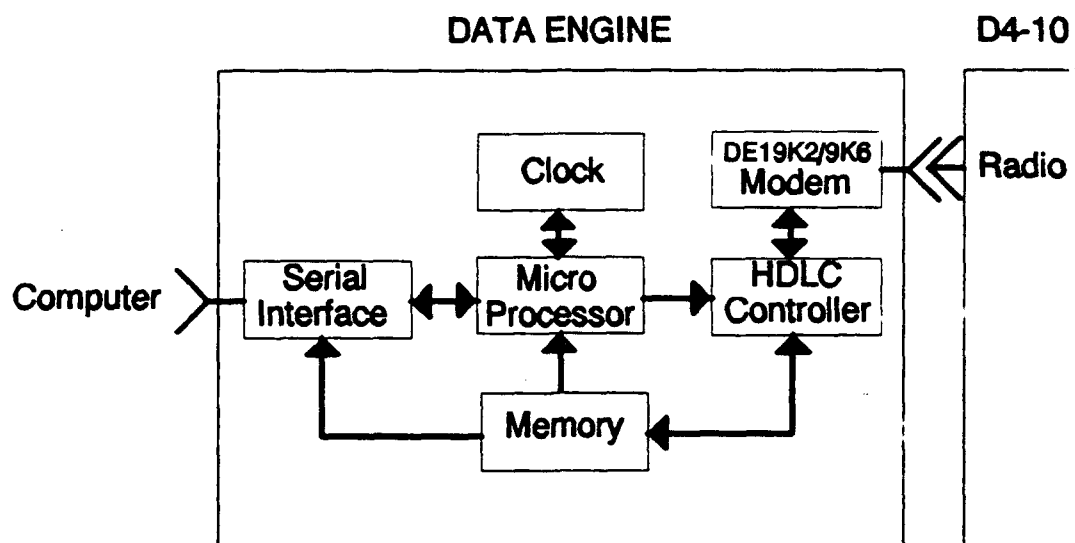 DATA ENGINE
D4-10
Clock
DE19K2/9K6
Modem
Radio
Computer
Serial
Interface
Micro
Processor
HDLC
Controller
Memory